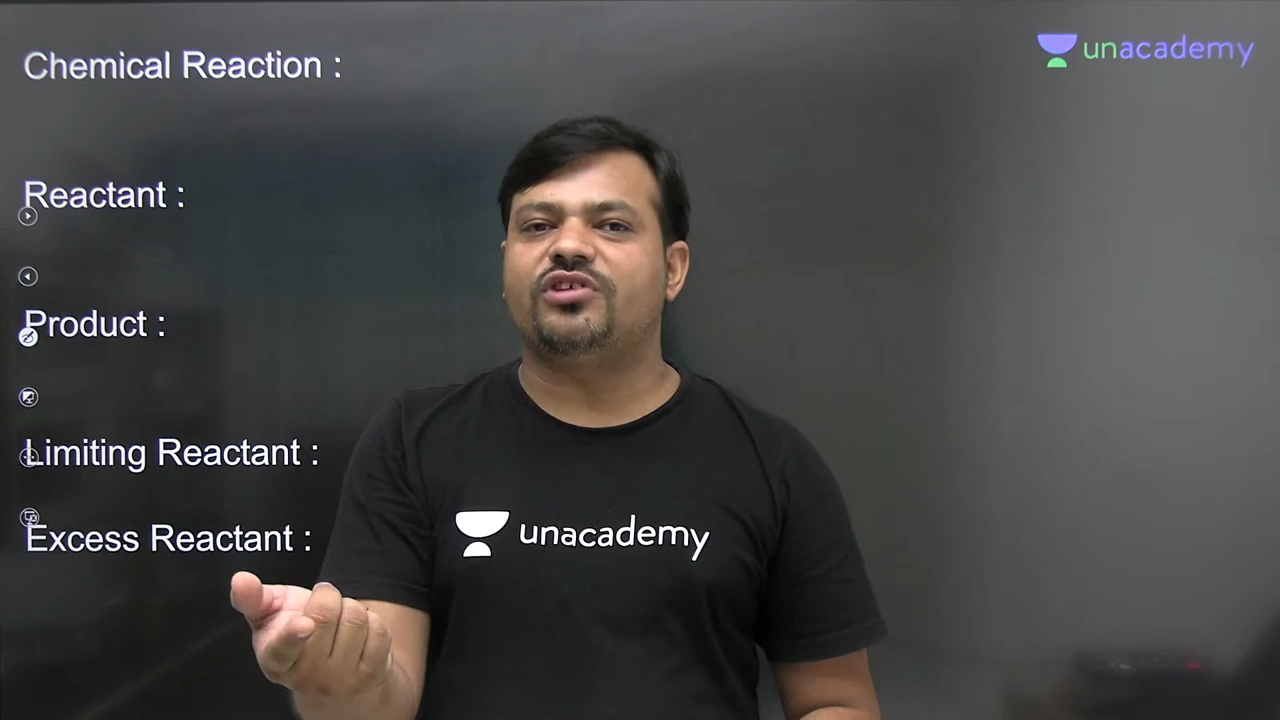 Chemical Reaction :
unacademy
Reactant :
Product :
Limiting Reactant :
Excess Reactant :
unacademy